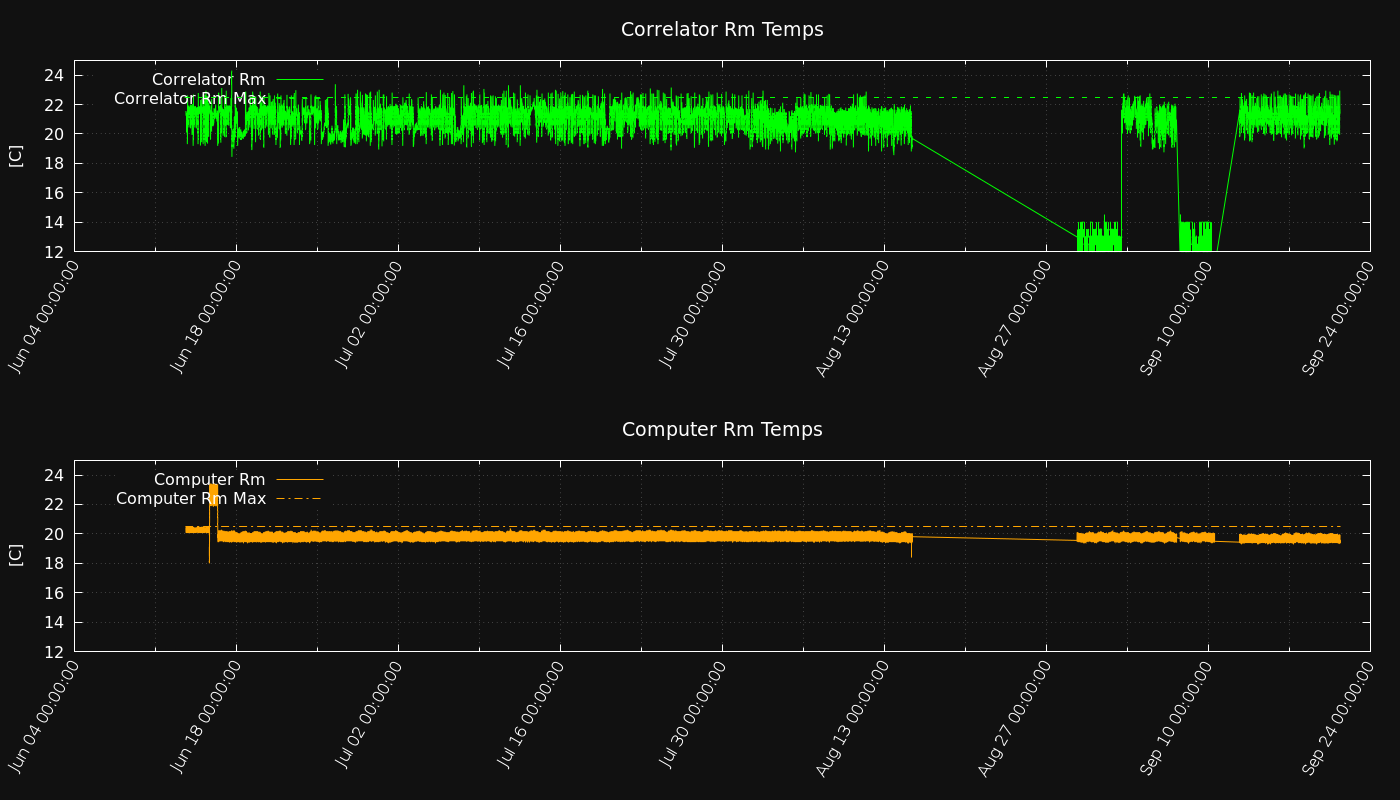 Correlator Rm Temps
Correlator Rm
Correlator Rm Max
24
22
20
18
16
14
12
[C]
Jun 04 00:00:00
Jun 18 00:00:00
Jul 02 00:00:00
Jul 16 00:00:00
Jul 30 00:00:00
Aug 13 00:00:00
Aug 27 00:00:00
Sep 10 00:00:00
Sep 24 00:00:00
Computer Rm Temps
Computer Rm
Computer Rm Max
24
22
20
18
16
14
12
[C]
Jun 04 00:00:00
Jun 18 00:00:00
Jul 02 00:00:00
Jul 16 00:00:00
Jul 30 00:00:00
Aug 13 00:00:00
Aug 27 00:00:00
Sep 10 00:00:00
Sep 24 00:00:00